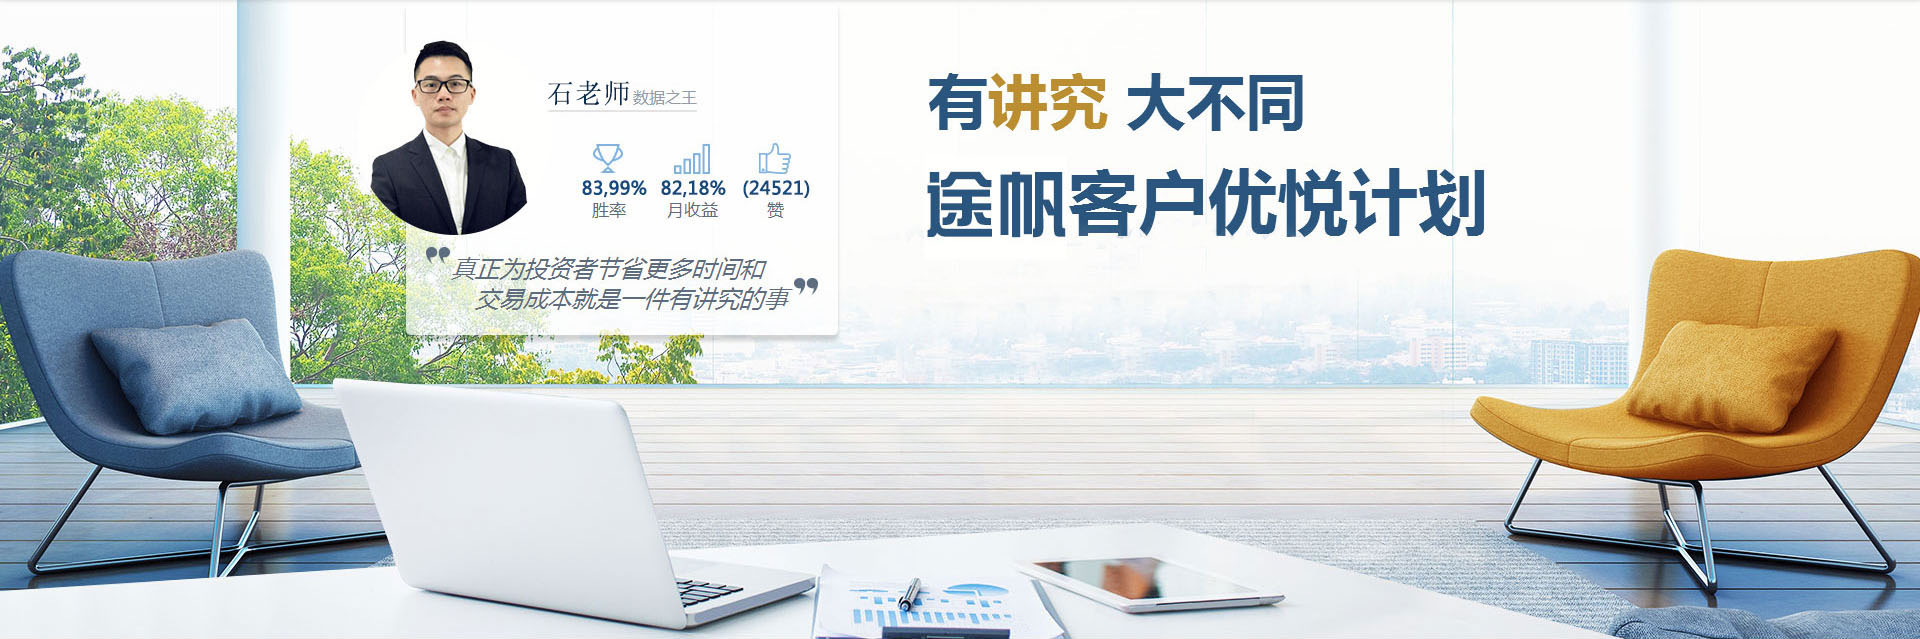 石老师 数据之王
83,99% 82,18% (24521)
胜率 月收益 赞
❝真正为投资者节省更多时间和
交易成本就是一件有讲究的事❞
有讲究 大不同
途帆客户优悦计划